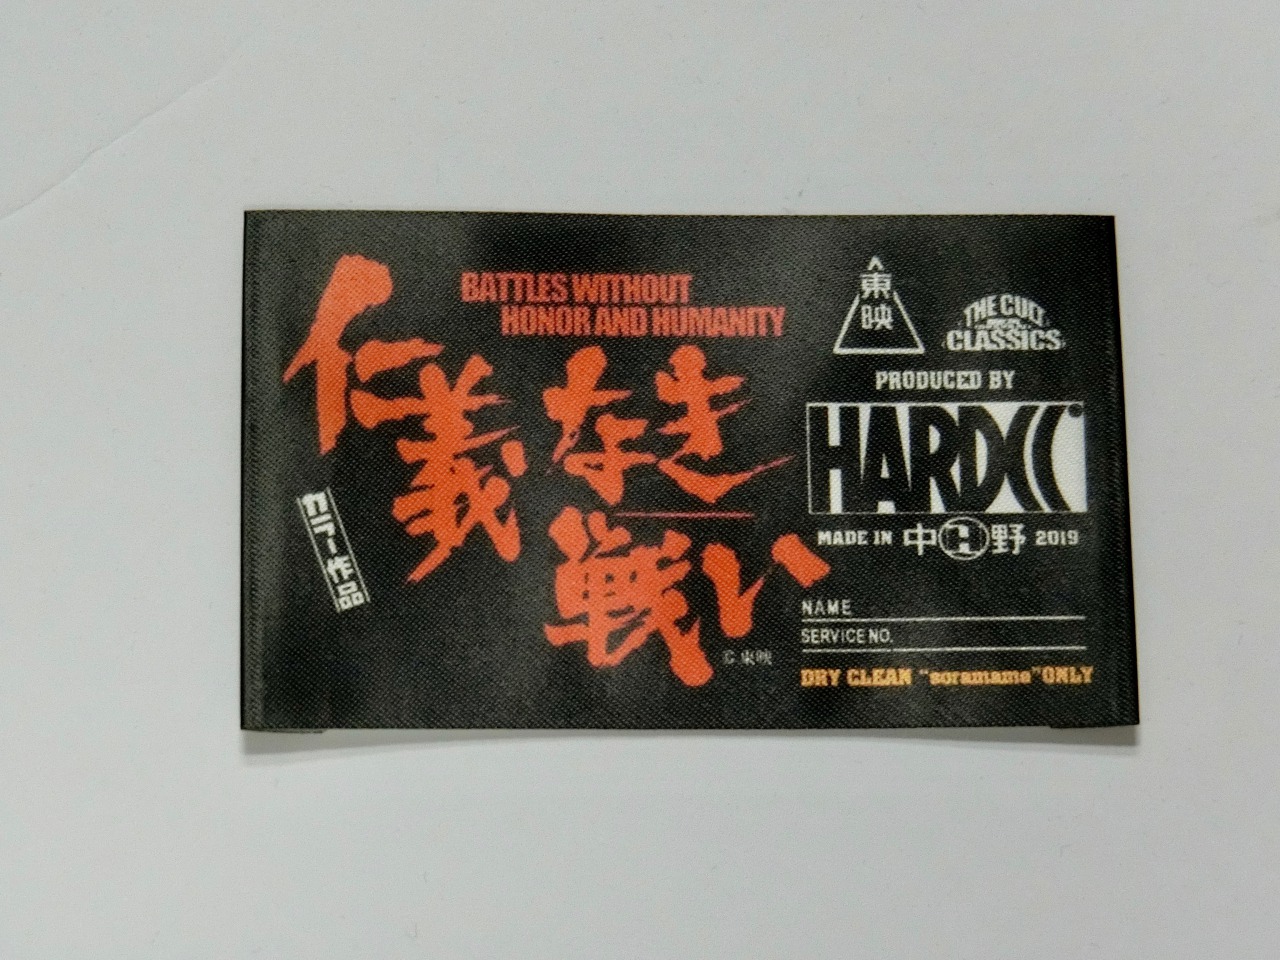 BATTLES WITHOUT
HONOR AND HUMANITY
仁義
なき
戦い
カラー作品
© 東映
東映
THE CULT
CLASSICS
PRODUCED BY
HARDCC
MADE IN 中野 2019
NAME
SERVICE NO.
DRY CLEAN "soramame" ONLY